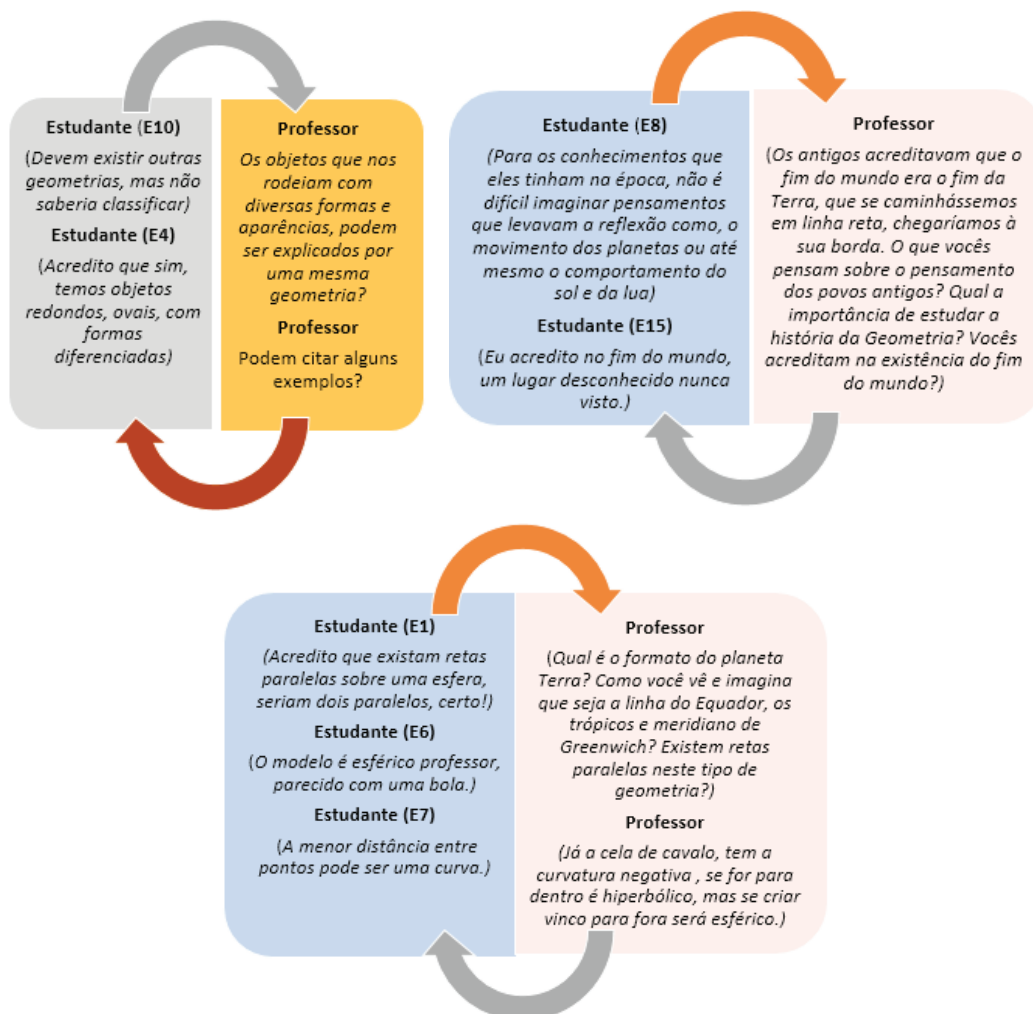 Estudante (E10)
(Devem existir outras
geometrias, mas não
saberia classificar)
Estudante (E4)
(Acredito que sim,
temos objetos
redondos, ovais, com
formas
diferenciadas)
Professor
Os objetos que nos
rodeiam com
diversas formas e
aparências, podem
ser explicados por
uma mesma
geometria?
Professor
Podem citar alguns
exemplos?
Estudante (E8)
(Para os conhecimentos que
eles tinham na época, não é
difícil imaginar pensamentos
que levavam a reflexão como, o
movimento dos planetas ou até
mesmo o comportamento do
sol e da lua)
Estudante (E15)
(Eu acredito no fim do mundo,
um lugar desconhecido nunca
visto.)
Professor
(Os antigos acreditavam que o
fim do mundo era o fim da
Terra, que se caminhássemos
em linha reta, chegaríamos à
sua borda. O que vocês
pensam sobre o pensamento
dos povos antigos? Qual a
importância de estudar a
história da Geometria? Vocês
acreditam na existência do fim
do mundo?)
Estudante (E1)
(Acredito que existam retas
paralelas sobre uma esfera,
seriam dois paralelos, certo!)
Estudante (E6)
(O modelo é esférico professor,
parecido com uma bola.)
Estudante (E7)
(A menor distância entre
pontos pode ser uma curva.)
Professor
(Qual é o formato do planeta
Terra? Como você vê e imagina
que seja a linha do Equador, os
trópicos e meridiano de
Greenwich? Existem retas
paralelas neste tipo de
geometria?)
Professor
(Já a cela de cavalo, tem a
curvatura negativa , se for para
dentro é hiperbólico, mas se criar
vinco para fora será esférico.)